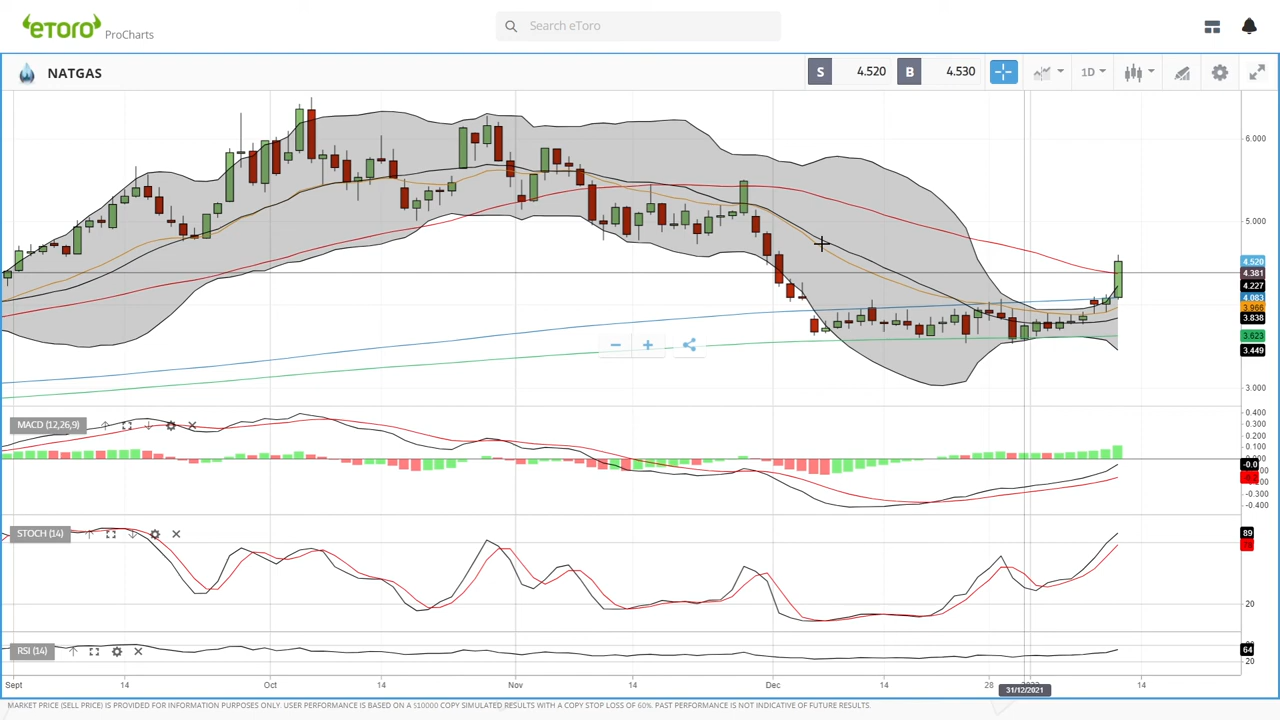 eToro ProCharts
Search eToro
NATGAS
S 4.520 B 4.530
1D
6.000
5.000
4.520
4.381
4.227
4.083
3.966
3.838
3.623
3.449
3.000
MACD (12,26,9)
0.400
0.300
0.200
0.100
-0.0
-0.300
-0.400
STOCH (14)
89
20
RSI (14)
64
20
Sept 14 Oct 14 Nov 14 Dec 14 28 14
31/12/2021
MARKET PRICE (SELL PRICE) IS PROVIDED FOR INFORMATION PURPOSES ONLY. USER PERFORMANCE IS BASED ON A $10000 COPY SIMULATED RESULTS WITH A COPY STOP LOSS OF 60%. PAST PERFORMANCE IS NOT INDICATIVE OF FUTURE RESULTS.